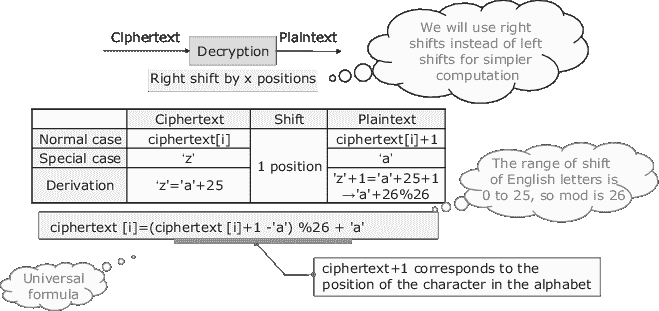 Ciphertext
Plaintext
Decryption
Right shift by x positions
We will use right
shifts instead of left
shifts for simpler
computation
Ciphertext Shift Plaintext
Normal case ciphertext[i] 1 position ciphertext[i]+1
Special case 'z' 'a'
Derivation 'z'='a'+25 'z'+1='a'+25+1
→'a'+26%26
The range of shift
of English letters is
0 to 25, so mod is 26
ciphertext [i]=(ciphertext [i]+1 -'a') %26 + 'a'
Universal
formula
ciphertext+1 corresponds to the
position of the character in the alphabet